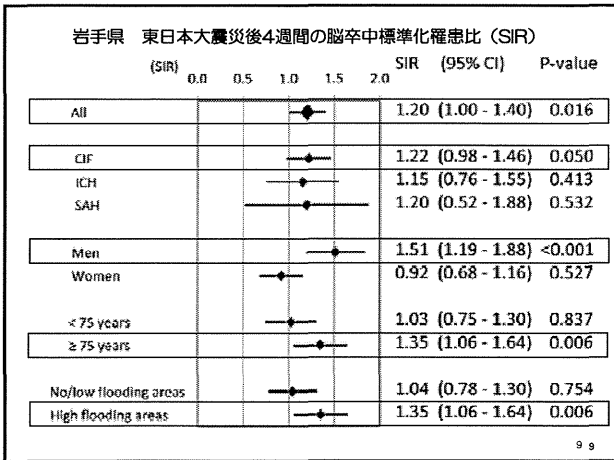 岩手県　東日本大震災後4週間の脳卒中標準化罹患比（SIR）
(SIR) SIR (95% CI) P-value
0.0 0.5 1.0 1.5 2.0
All 1.20 (1.00 - 1.40) 0.016
CIF 1.22 (0.98 - 1.46) 0.050
ICH 1.15 (0.76 - 1.55) 0.413
SAH 1.20 (0.52 - 1.88) 0.532
Men 1.51 (1.19 - 1.88) <0.001
Women 0.92 (0.68 - 1.16) 0.527
< 75 years 1.03 (0.75 - 1.30) 0.837
≥ 75 years 1.35 (1.06 - 1.64) 0.006
No/low flooding areas 1.04 (0.78 - 1.30) 0.754
High flooding areas 1.35 (1.06 - 1.64) 0.006
9 9